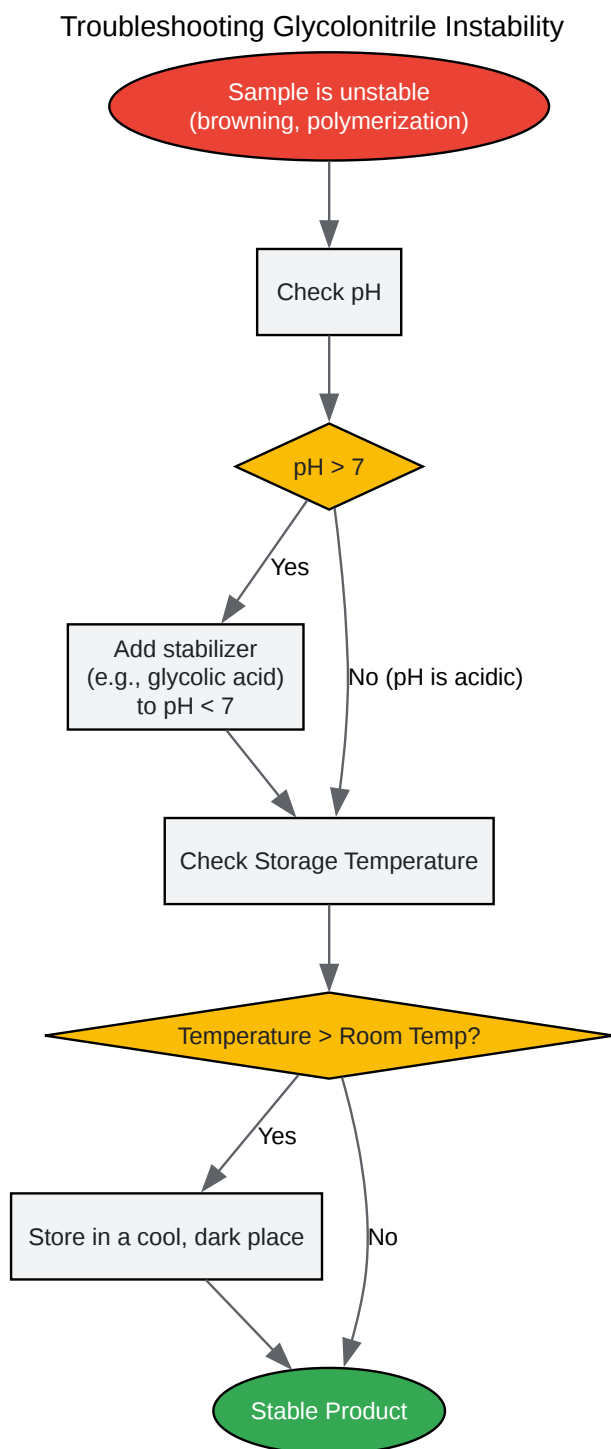 Troubleshooting Glycolonitrile Instability
Sample is unstable
(browning, polymerization)
Check pH
pH > 7
Yes
Add stabilizer
(e.g., glycolic acid)
to pH < 7
No (pH is acidic)
Check Storage Temperature
Temperature > Room Temp?
Yes
Store in a cool, dark place
No
Stable Product